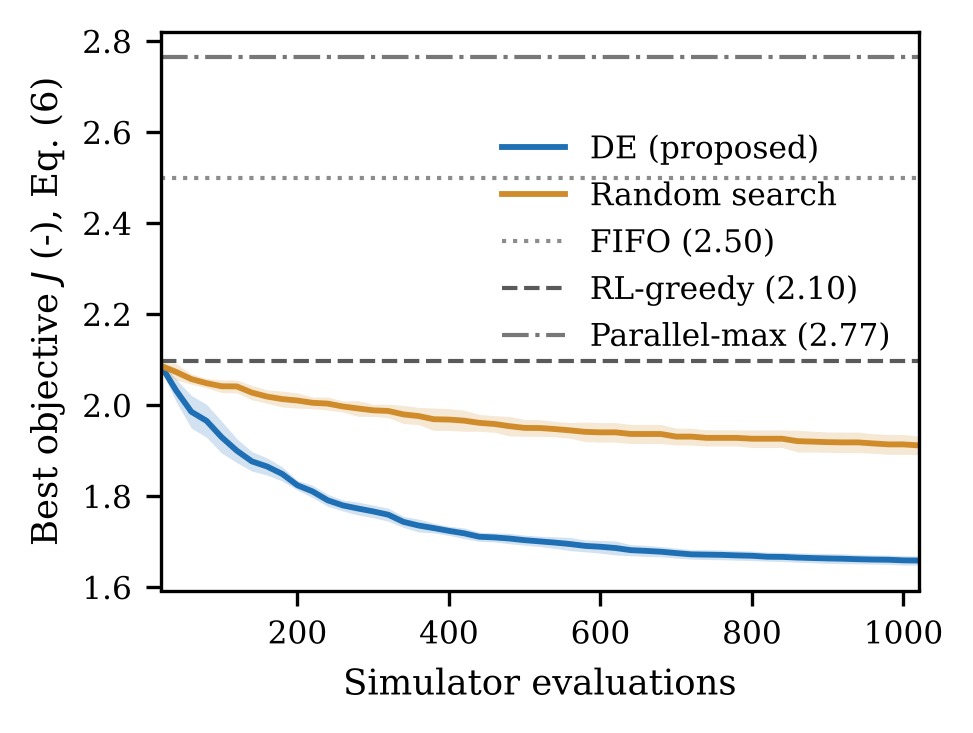 2.8
2.6
2.4
2.2
2.0
1.8
1.6
Best objective J (-), Eq. (6)
DE (proposed)
Random search
FIFO (2.50)
RL-greedy (2.10)
Parallel-max (2.77)
200 400 600 800 1000
Simulator evaluations